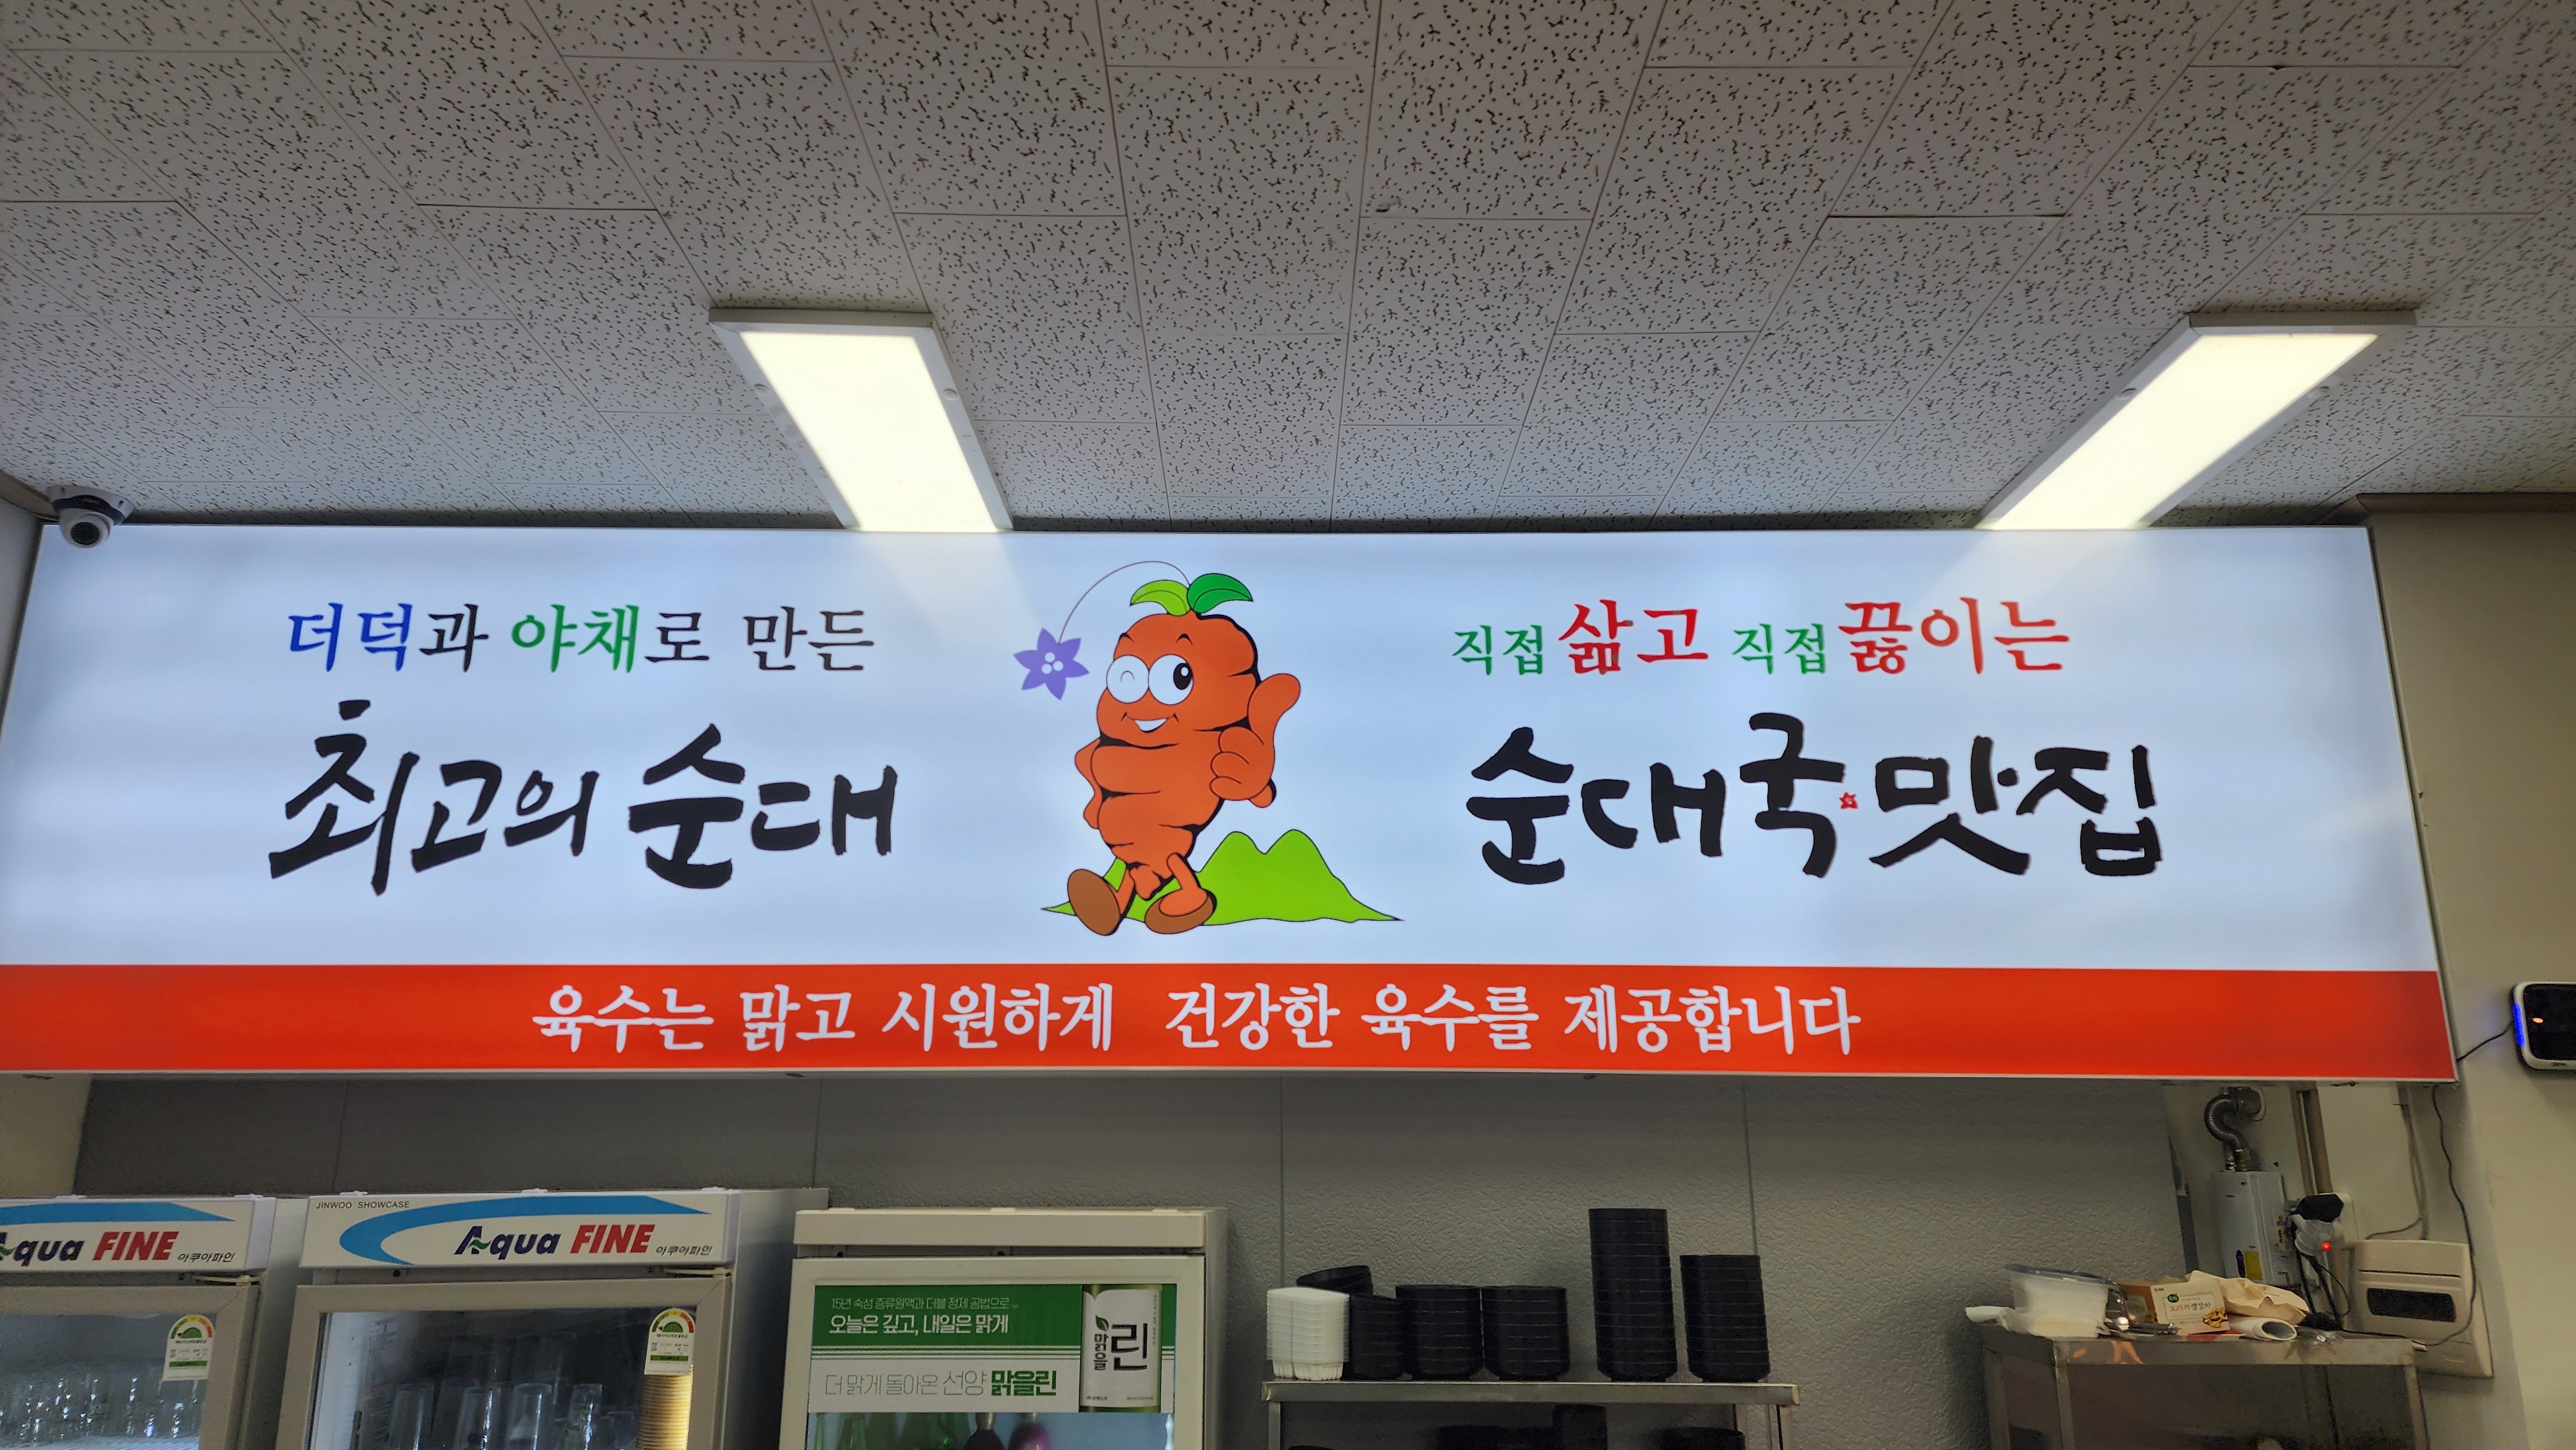 더덕과 야채로 만든
최고의 순대
직접 삶고 직접 끓이는
순대국 맛집
육수는 맑고 시원하게 건강한 육수를 제공합니다
Aqua FINE 아쿠아파인
JINWOO SHOWCASE
Aqua FINE 아쿠아파인
15년 숙성 증류원액과 더블 정제 공법으로
오늘은 깊고, 내일은 맑게
더 맑게 돌아온 선양 맑을린
맑을
린